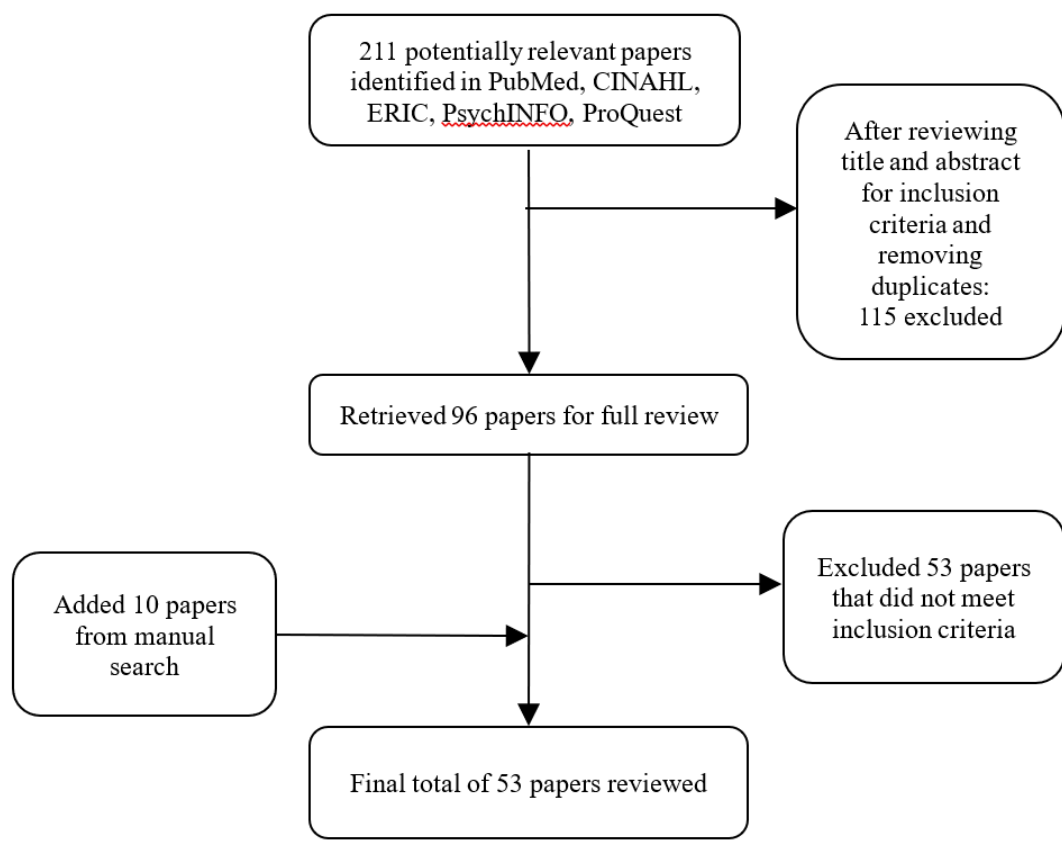 211 potentially relevant papers
identified in PubMed, CINAHL,
ERIC, PsychINFO, ProQuest
After reviewing
title and abstract
for inclusion
criteria and
removing
duplicates:
115 excluded
Retrieved 96 papers for full review
Excluded 53 papers
that did not meet
inclusion criteria
Added 10 papers
from manual
search
Final total of 53 papers reviewed